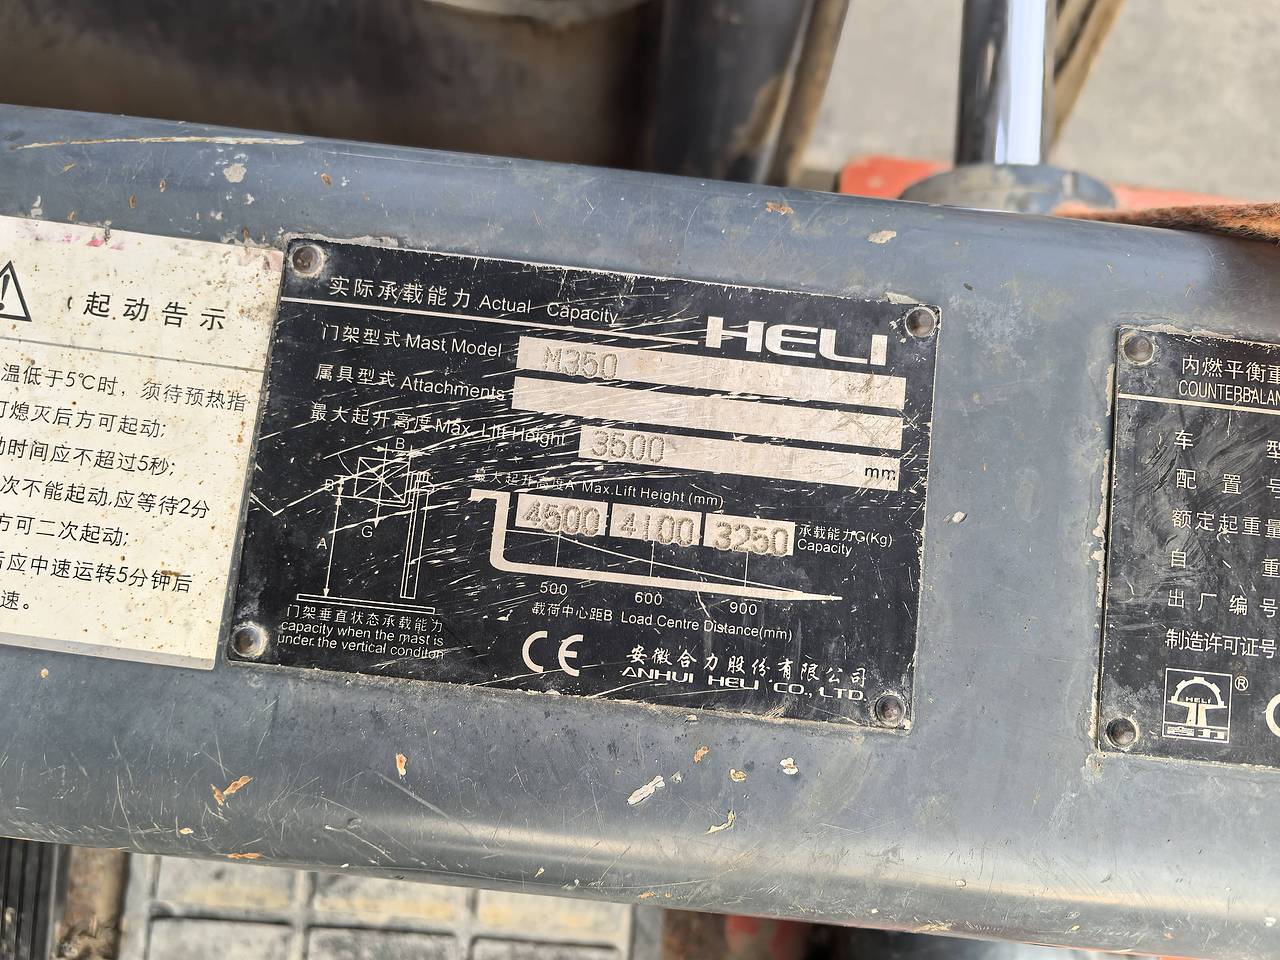 起动告示
温低于5℃时，须待预热指
灯熄灭后方可起动;
动时间应不超过5秒;
次不能起动,应等待2分
方可二次起动;
后应中速运转5分钟后
速。
实际承载能力 Actual Capacity
HELI
门架型式 Mast Model M350
属具型式 Attachments
最大起升高度 Max. Lift Height 3500 mm
最大起升高度A Max.Lift Height (mm)
4500 4100 3250 承载能力G(Kg)
Capacity
500 600 900
载荷中心距B Load Centre Distance(mm)
B
B
G
A
门架垂直状态承载能力
capacity when the mast is
under the vertical conditon
CE
安徽合力股份有限公司
ANHUI HELI CO., LTD.
内燃平衡重
COUNTERBALAN
车 型
配置号
额定起重量
自 重
出厂编号
制造许可证号
HELI
合力
®